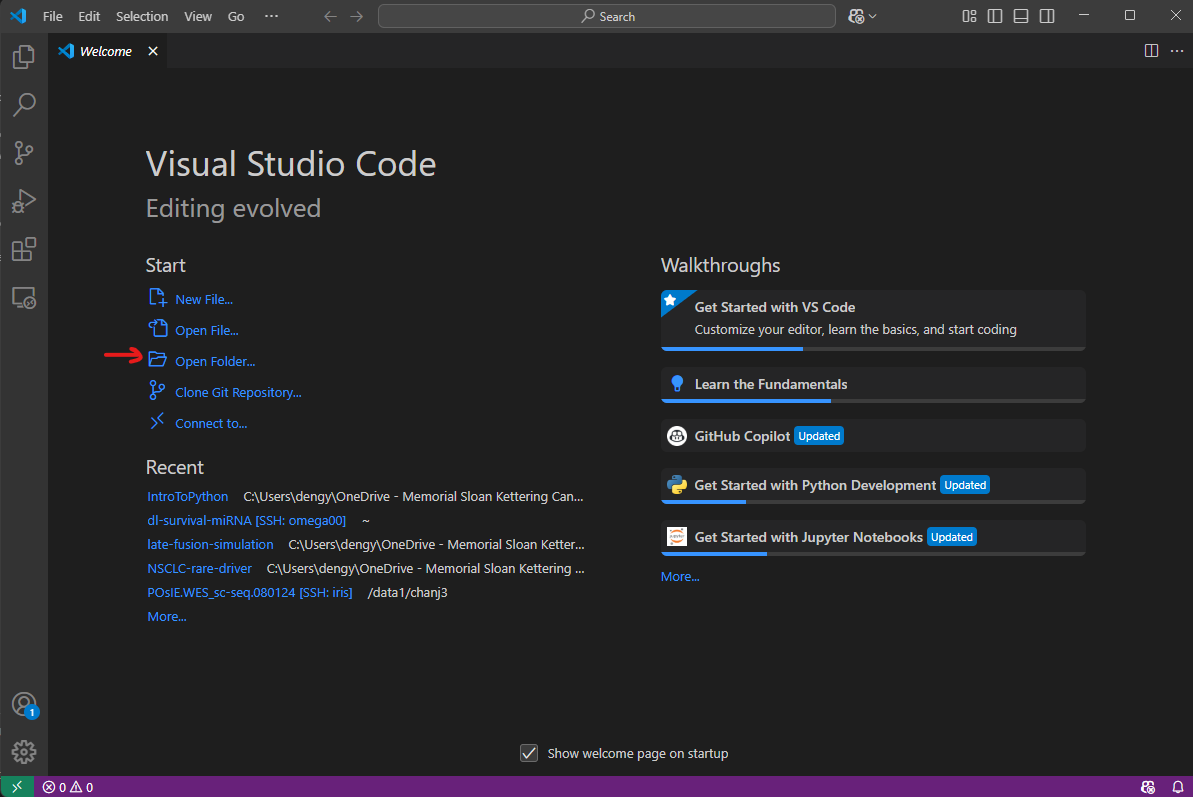 File Edit Selection View Go ··· Search
Welcome
Visual Studio Code
Editing evolved
Start
New File...
Open File...
Open Folder...
Clone Git Repository...
Connect to...
Recent
IntroToPython C:\Users\dengy\OneDrive - Memorial Sloan Kettering Can...
dl-survival-miRNA [SSH: omega00] ~
late-fusion-simulation C:\Users\dengy\OneDrive - Memorial Sloan Ketter...
NSCLC-rare-driver C:\Users\dengy\OneDrive - Memorial Sloan Kettering ...
POsIE.WES_sc-seq.080124 [SSH: iris] /data1/chanj3
More...
Walkthroughs
Get Started with VS Code
Customize your editor, learn the basics, and start coding
Learn the Fundamentals
GitHub Copilot Updated
Get Started with Python Development Updated
Get Started with Jupyter Notebooks Updated
More...
1
Show welcome page on startup
0 0